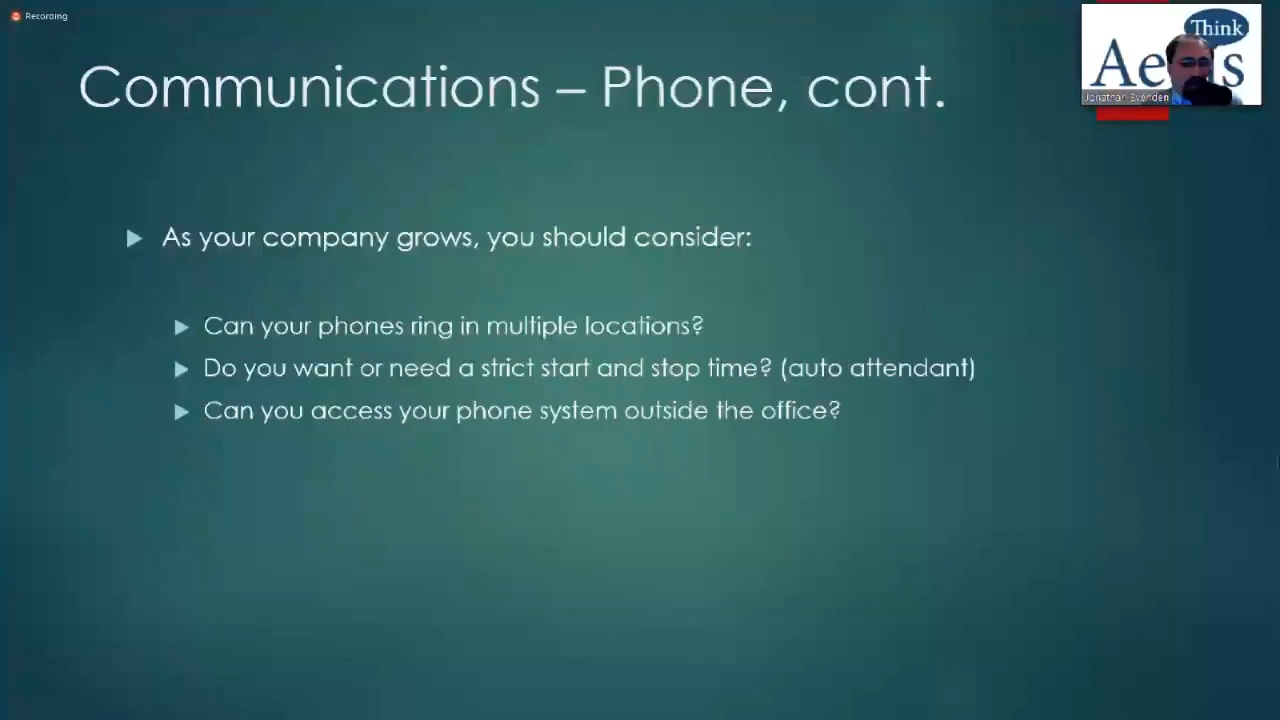 Recording
Think
Communications – Phone, cont.
Jonathan Evenden
As your company grows, you should consider:
Can your phones ring in multiple locations?
Do you want or need a strict start and stop time? (auto attendant)
Can you access your phone system outside the office?